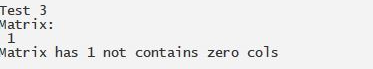 Test 3
Matrix:
1
Matrix has 1 not contains zero cols